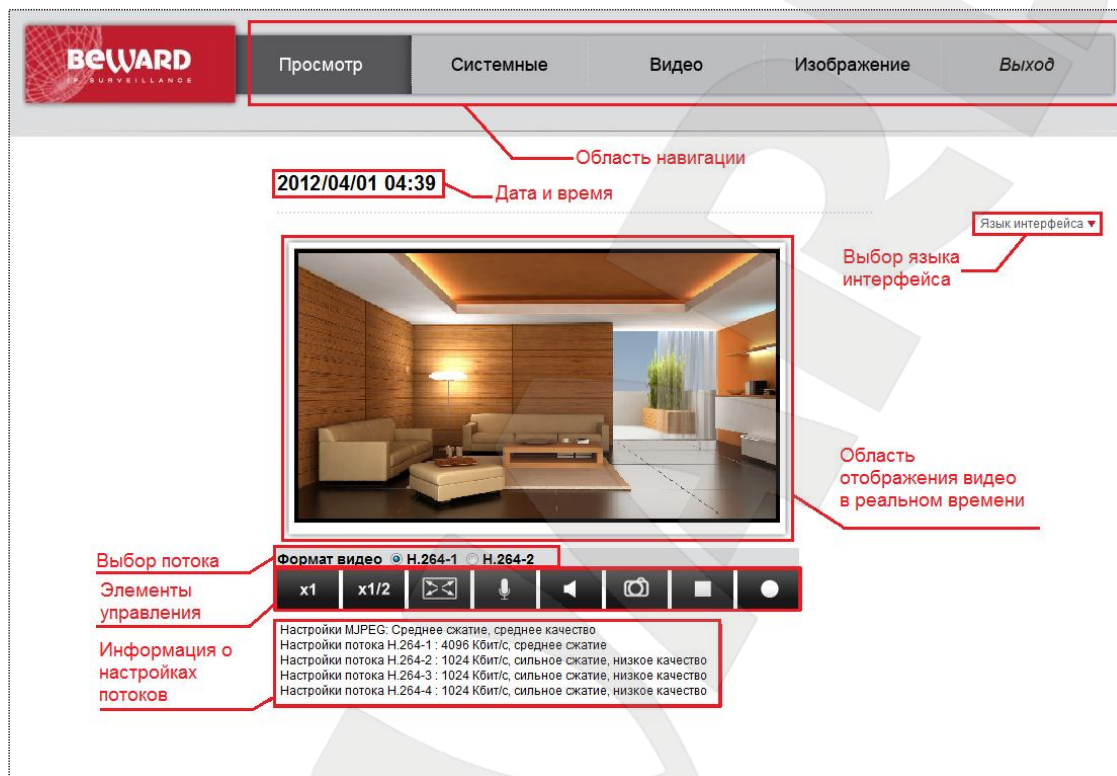 BEWARD
IP SURVEILLANCE
Просмотр
Системные
Видео
Изображение
Выход
Область навигации
2012/04/01 04:39
Дата и время
Язык интерфейса
Выбор языка
интерфейса
Область
отображения видео
в реальном времени
Выбор потока
Формат видео H.264-1 H.264-2
Элементы
управления
x1
x1/2
Информация о
настройках
потоков
Настройки MJPEG: Среднее сжатие, среднее качество
Настройки потока H.264-1 : 4096 Кбит/с, среднее сжатие
Настройки потока H.264-2 : 1024 Кбит/с, сильное сжатие, низкое качество
Настройки потока H.264-3 : 1024 Кбит/с, сильное сжатие, низкое качество
Настройки потока H.264-4 : 1024 Кбит/с, сильное сжатие, низкое качество